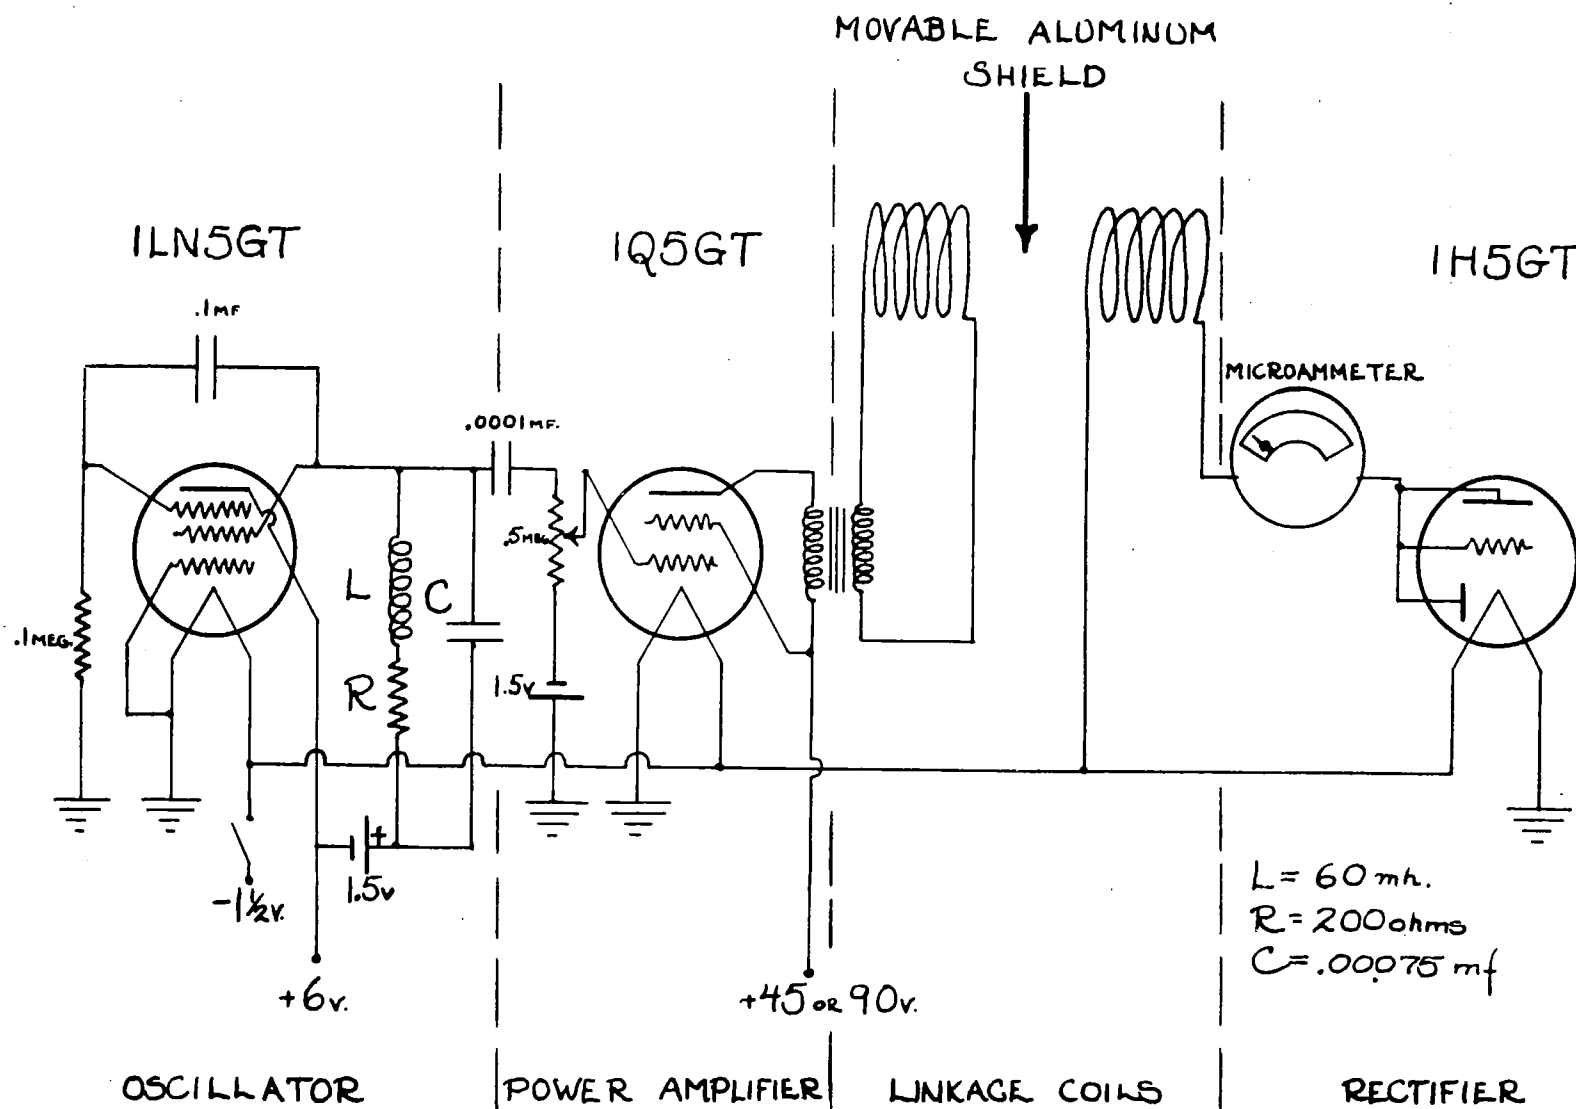 MOVABLE ALUMINUM
SHIELD
1LN5GT
1Q5GT
1H5GT
.1MF
MICROAMMETER
.0001MF.
.5MEG.
L
C
.1MEG.
R
1.5v
+
1.5v
-1½v.
L = 60 mh.
R = 200 ohms
C = .00075 mf
+6v.
+45 OR 90v.
OSCILLATOR
POWER AMPLIFIER
LINKAGE COILS
RECTIFIER